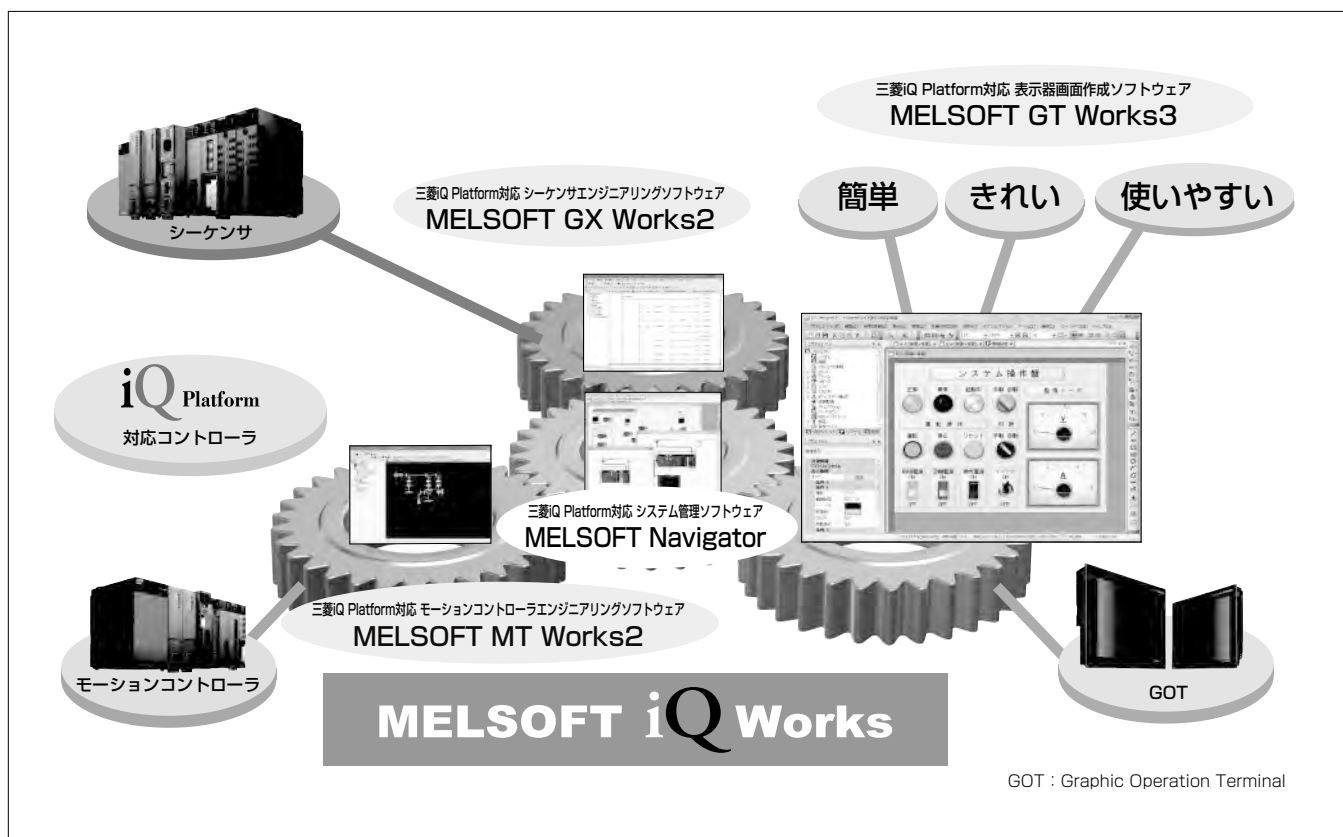 三菱iQ Platform対応 表示器画面作成ソフトウェア
MELSOFT GT Works3
簡単
きれい
使いやすい
シーケンサ
三菱iQ Platform対応 シーケンサエンジニアリングソフトウェア
MELSOFT GX Works2
iQ Platform
対応コントローラ
システム操作盤
三菱iQ Platform対応 システム管理ソフトウェア
MELSOFT Navigator
三菱iQ Platform対応 モーションコントローラエンジニアリングソフトウェア
MELSOFT MT Works2
モーションコントローラ
GOT
MELSOFT iQ Works
GOT：Graphic Operation Terminal